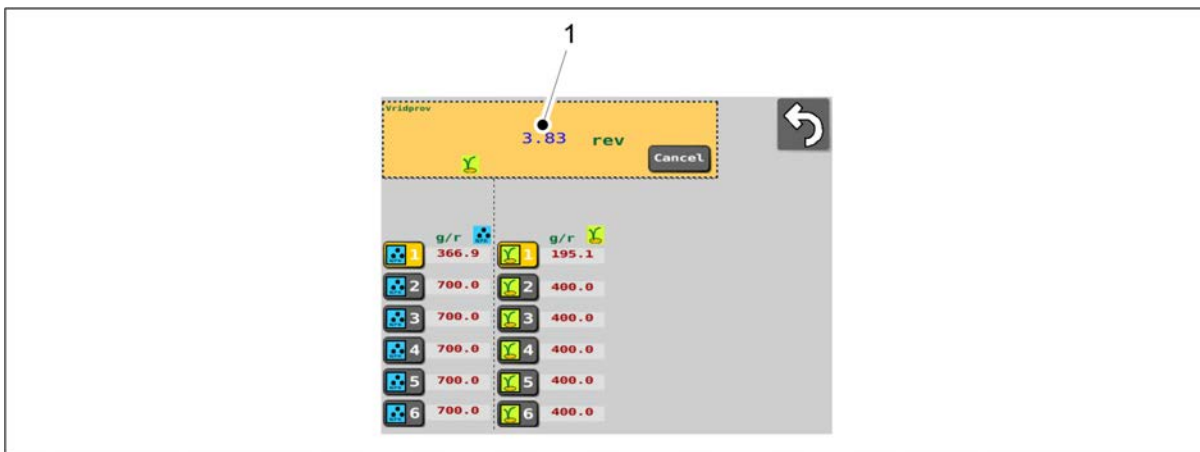 1
Vridprov
3.83 rev
Cancel
g/r g/r
1 366.9 1 195.1
2 700.0 2 400.0
3 700.0 3 400.0
4 700.0 4 400.0
5 700.0 5 400.0
6 700.0 6 400.0